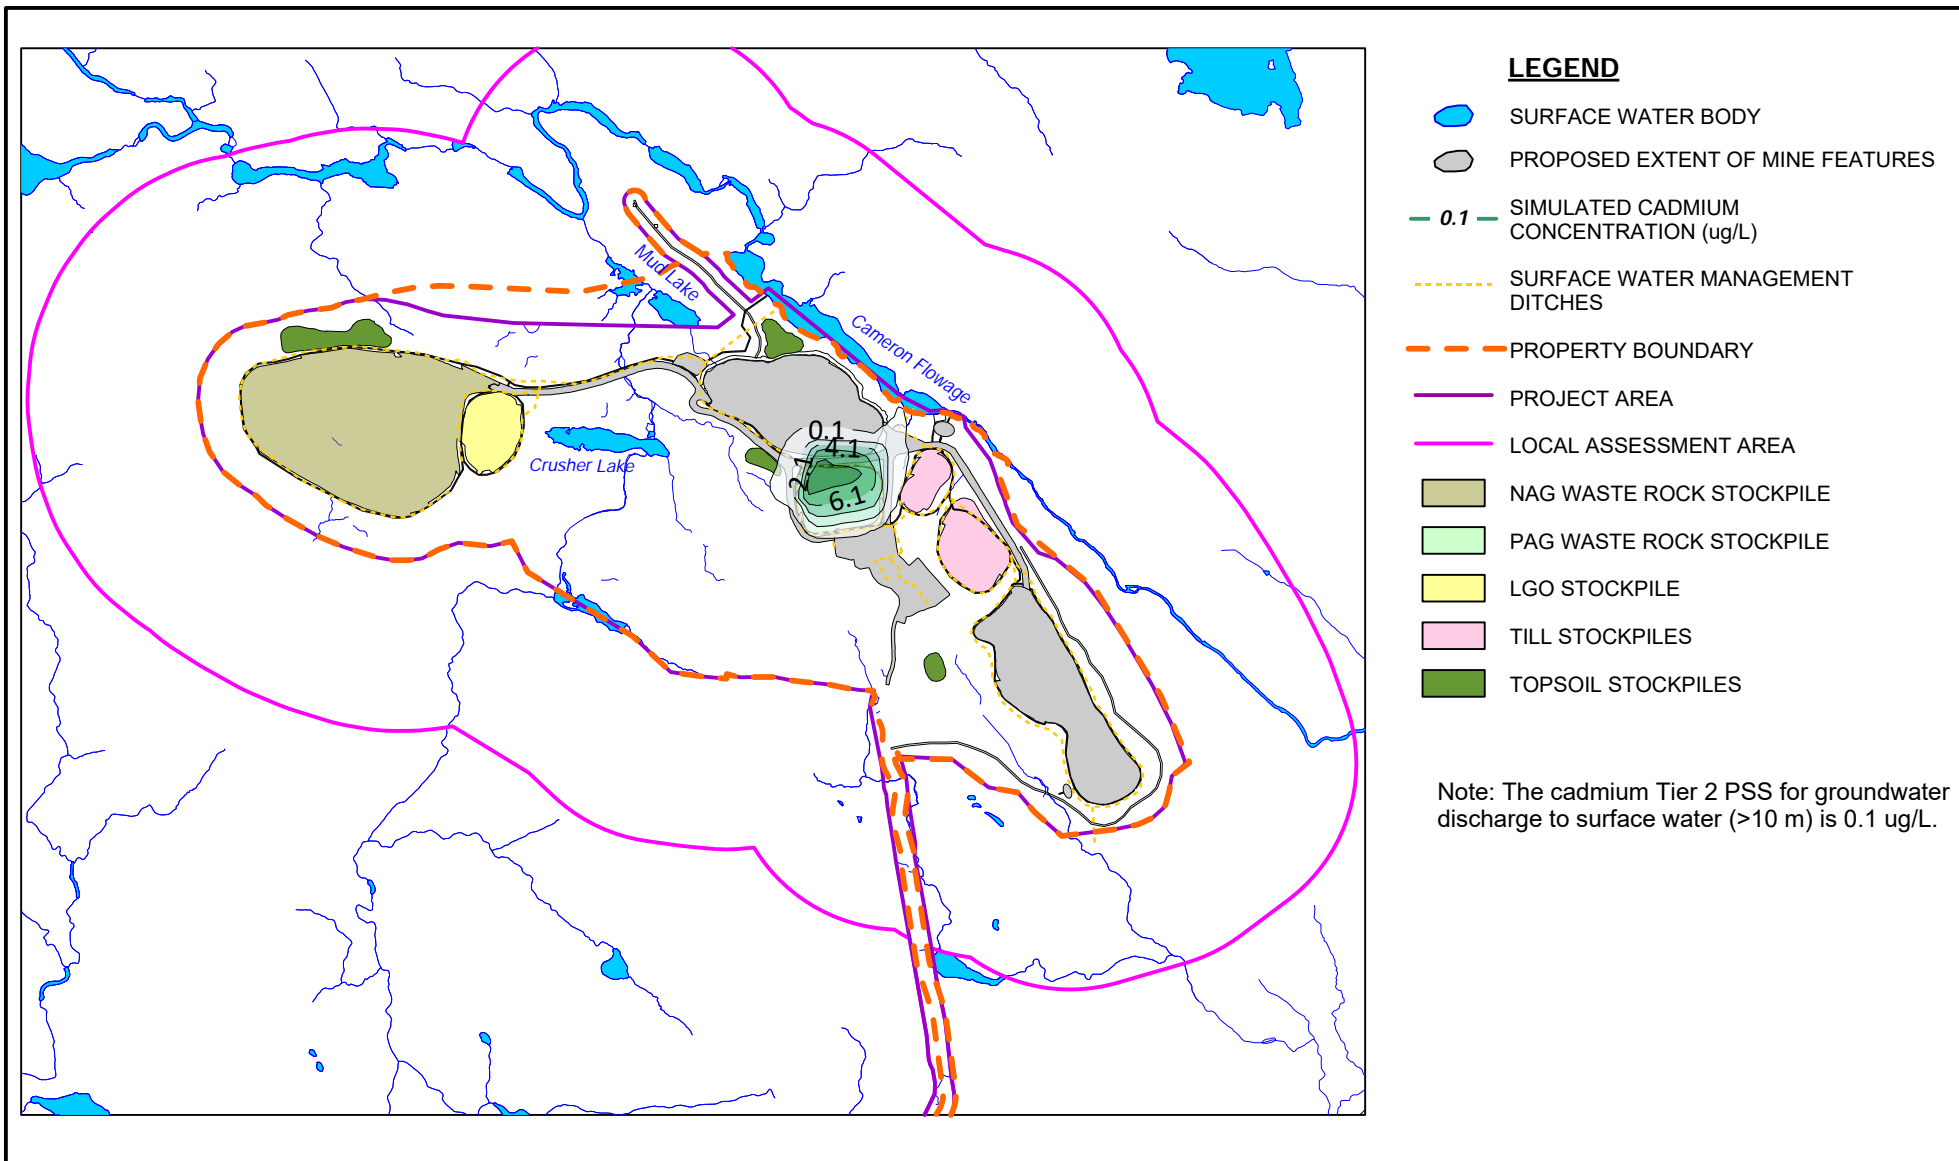 LEGEND
SURFACE WATER BODY
PROPOSED EXTENT OF MINE FEATURES
0.1
SIMULATED CADMIUM
CONCENTRATION (ug/L)
SURFACE WATER MANAGEMENT
DITCHES
PROPERTY BOUNDARY
PROJECT AREA
LOCAL ASSESSMENT AREA
NAG WASTE ROCK STOCKPILE
PAG WASTE ROCK STOCKPILE
LGO STOCKPILE
TILL STOCKPILES
TOPSOIL STOCKPILES
Note: The cadmium Tier 2 PSS for groundwater
discharge to surface water (>10 m) is 0.1 ug/L.
Mud Lake
Cameron Flowage
Crusher Lake
0.1
4.1
2.1
6.1